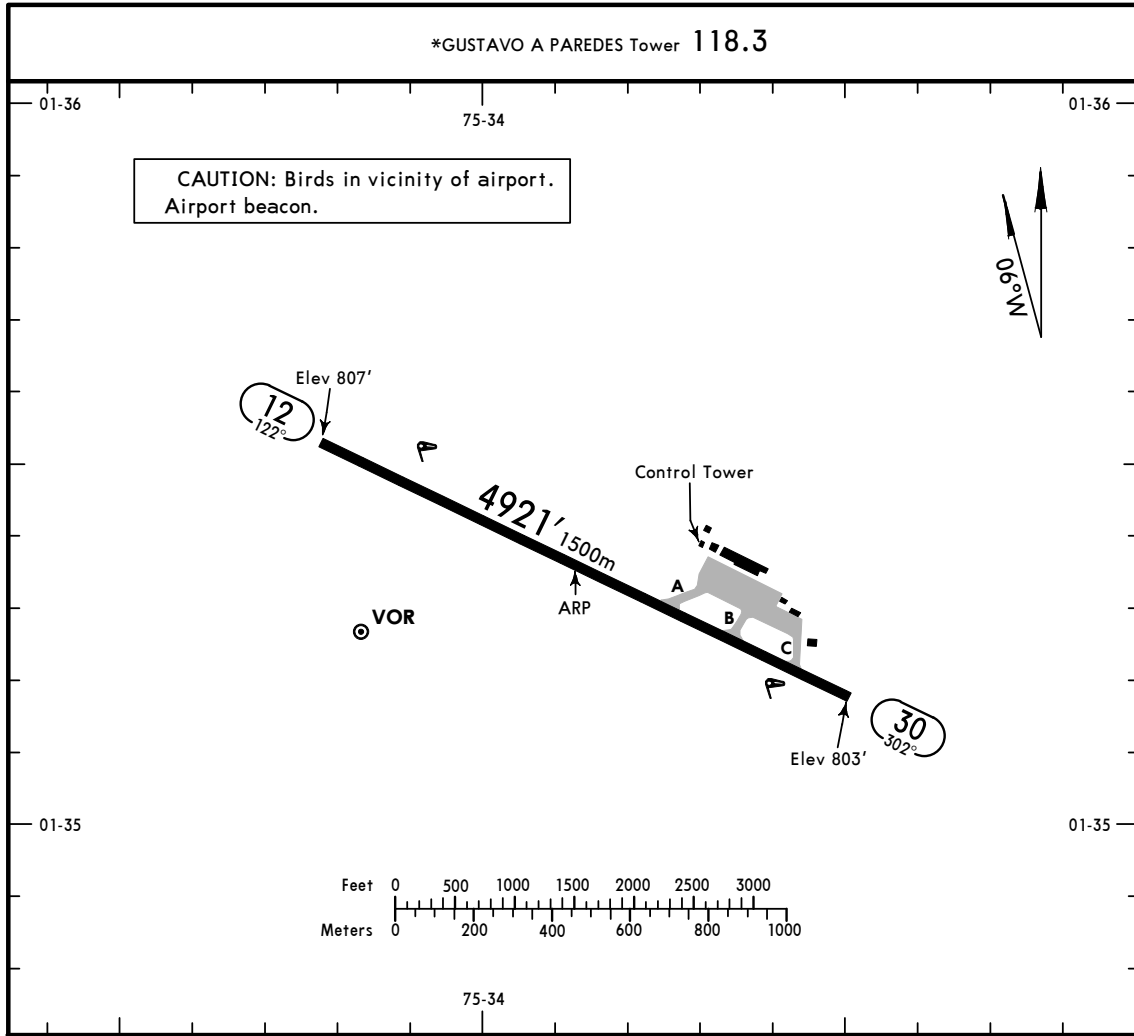 *GUSTAVO A PAREDES Tower 118.3
01-36
01-36
75-34
CAUTION: Birds in vicinity of airport.
Airport beacon.
06°W
Elev 807'
12
122°
Control Tower
4921' 1500m
A
ARP
B
VOR
C
30
302°
Elev 803'
01-35
01-35
Feet 0 500 1000 1500 2000 2500 3000
Meters 0 200 400 600 800 1000
75-34